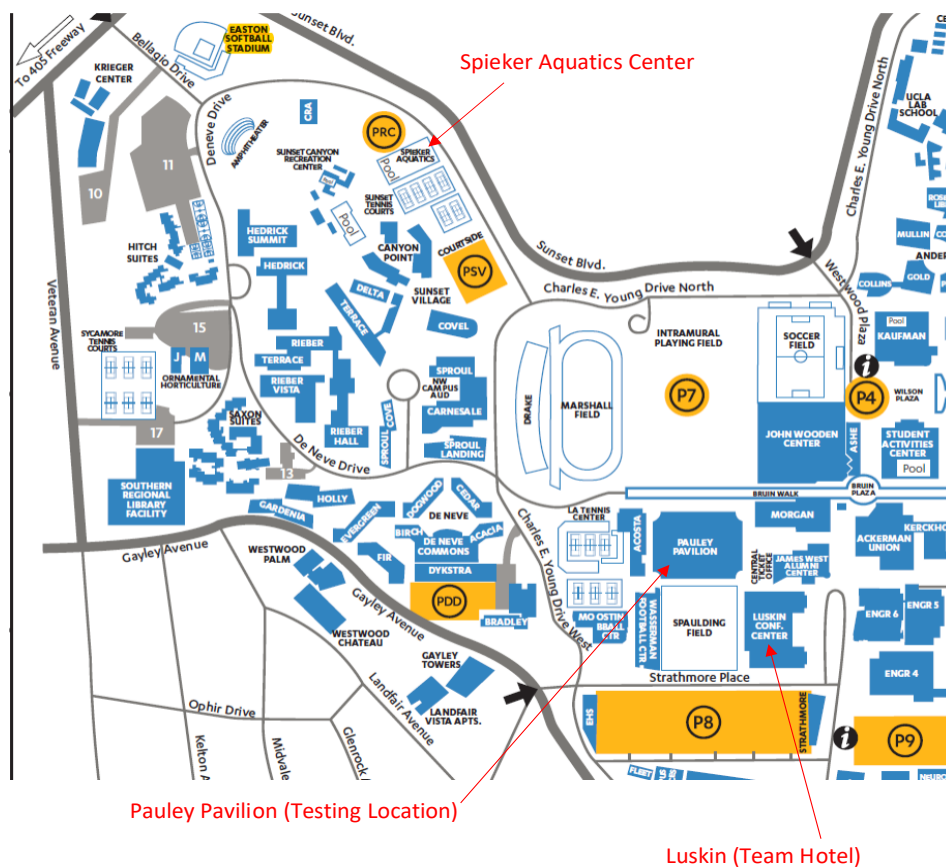 Sunset Blvd.
To 405 Freeway
Bellagio Drive
EASTON
SOFTBALL
STADIUM
KRIEGER
CENTER
Spieker Aquatics Center
UCLA
LAB
SCHOOL
Charles E. Young Drive North
Deneve Drive
AMPHITHEATER
CRA
PRC
SPIEKER
AQUATICS
Pool
SUNSET CANYON
RECREATION
CENTER
Pool
Pool
SUNSET
TENNIS
COURTS
10
11
HITCH
SUITES
HEDRICK
SUMMIT
HEDRICK
CANYON
POINT
COURTSIDE
PSV
Sunset Blvd.
Charles E. Young Drive North
Westwood Plaza
MULLIN
COLLINS
GOLD
Veteran Avenue
DELTA
TERRACE
SUNSET
VILLAGE
COVEL
SYCAMORE
TENNIS
COURTS
15
J
M
ORNAMENTAL
HORTICULTURE
RIEBER
TERRACE
RIEBER
VISTA
RIEBER
HALL
NW
CAMPUS
AUD
SPROUL
CARNESALE
SPROUL
COVE
SPROUL
LANDING
DRAKE
MARSHALL
FIELD
INTRAMURAL
PLAYING FIELD
P7
SOCCER
FIELD
Pool
KAUFMAN
i
P4
WILSON
PLAZA
JOHN WOODEN
CENTER
ASHE
STUDENT
ACTIVITIES
CENTER
Pool
17
SAXON
SUITES
13
De Neve Drive
SOUTHERN
REGIONAL
LIBRARY
FACILITY
GARDENIA
HOLLY
EVERGREEN
DOGWOOD
CEDAR
DE NEVE
BIRCH
DE NEVE
COMMONS
ACACIA
FIR
DYKSTRA
PDD
BRADLEY
Charles E. Young Drive West
LA TENNIS
CENTER
ACOSTA
PAULEY
PAVILION
BRUIN WALK
BRUIN
PLAZA
MORGAN
CENTRAL
TICKET
OFFICE
JAMES WEST
ALUMNI
CENTER
ACKERMAN
UNION
Gayley Avenue
WESTWOOD
PALM
WESTWOOD
CHATEAU
Gayley Avenue
MO OSTIN
BBALL
CTR
WASSERMAN
FOOTBALL CTR
SPAULDING
FIELD
LUSKIN
CONF.
CENTER
ENGR 6
ENGR 5
ENGR 4
GAYLEY
TOWERS
LANDFAIR
VISTA APTS.
Landfair Avenue
Ophir Drive
Strathmore Place
EHS
P8
STRATHMORE
i
P9
Pauley Pavilion (Testing Location)
Luskin (Team Hotel)